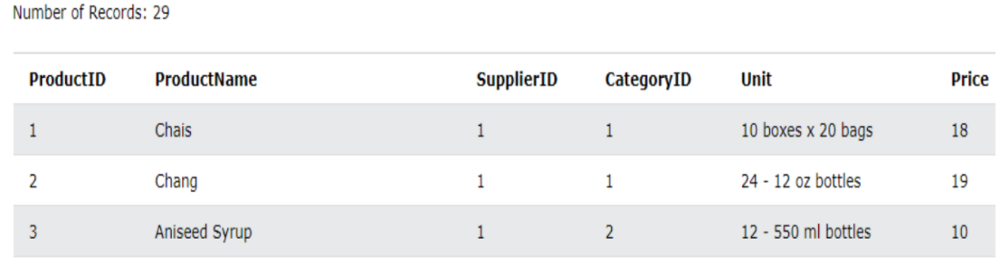 Number of Records: 29
ProductID ProductName SupplierID CategoryID Unit Price
1 Chais 1 1 10 boxes x 20 bags 18
2 Chang 1 1 24 - 12 oz bottles 19
3 Aniseed Syrup 1 2 12 - 550 ml bottles 10